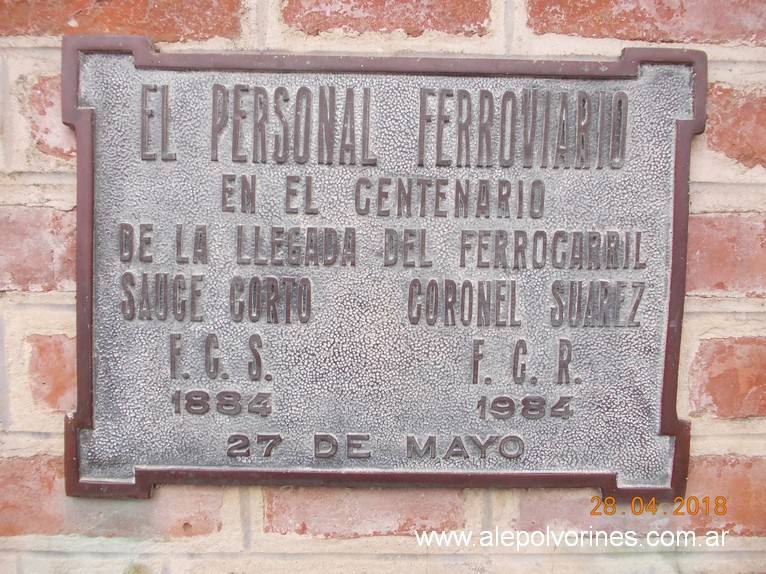 EL PERSONAL FERROVIARIO
EN EL CENTENARIO
DE LA LLEGADA DEL FERROCARRIL
SAUCE CORTO CORONEL SUAREZ
F. C. S. F. C. R.
1884 1984
27 DE MAYO
28.04.2018
www.alepolvorines.com.ar